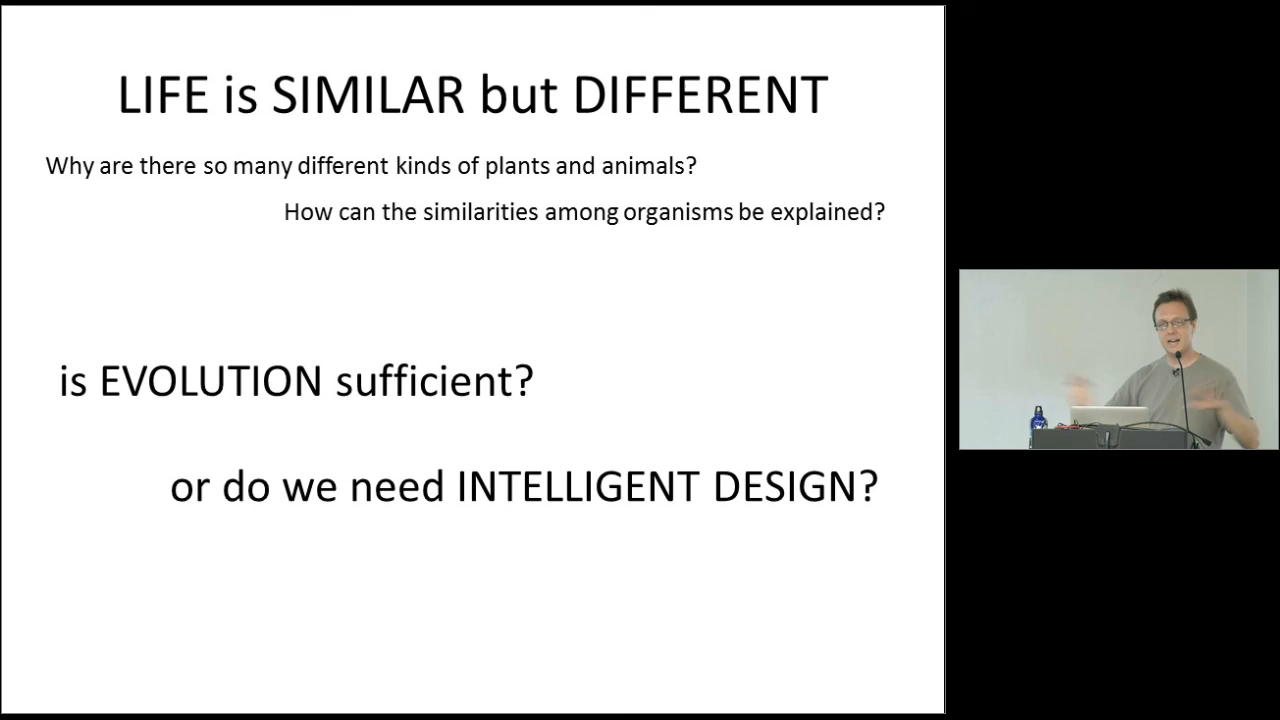 LIFE is SIMILAR but DIFFERENT
Why are there so many different kinds of plants and animals?
How can the similarities among organisms be explained?
is EVOLUTION sufficient?
or do we need INTELLIGENT DESIGN?